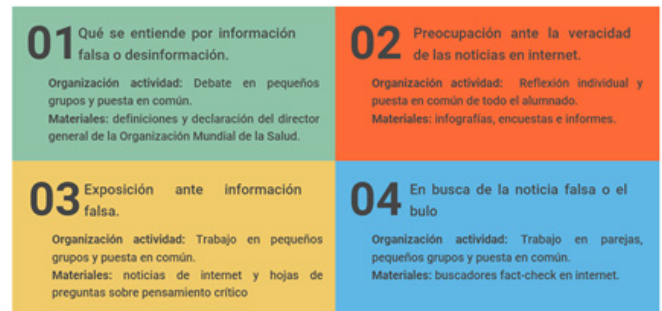 01 Qué se entiende por información
falsa o desinformación.
Organización actividad: Debate en pequeños
grupos y puesta en común.
Materiales: definiciones y declaración del director
general de la Organización Mundial de la Salud.
02 Preocupación ante la veracidad
de las noticias en internet.
Organización actividad: Reflexión individual y
puesta en común de todo el alumnado.
Materiales: infografías, encuestas e informes.
03 Exposición ante información
falsa.
Organización actividad: Trabajo en pequeños
grupos y puesta en común.
Materiales: noticias de internet y hojas de
preguntas sobre pensamiento crítico
04 En busca de la noticia falsa o el
bulo
Organización actividad: Trabajo en parejas,
pequeños grupos y puesta en común.
Materiales: buscadores fact-check en internet.